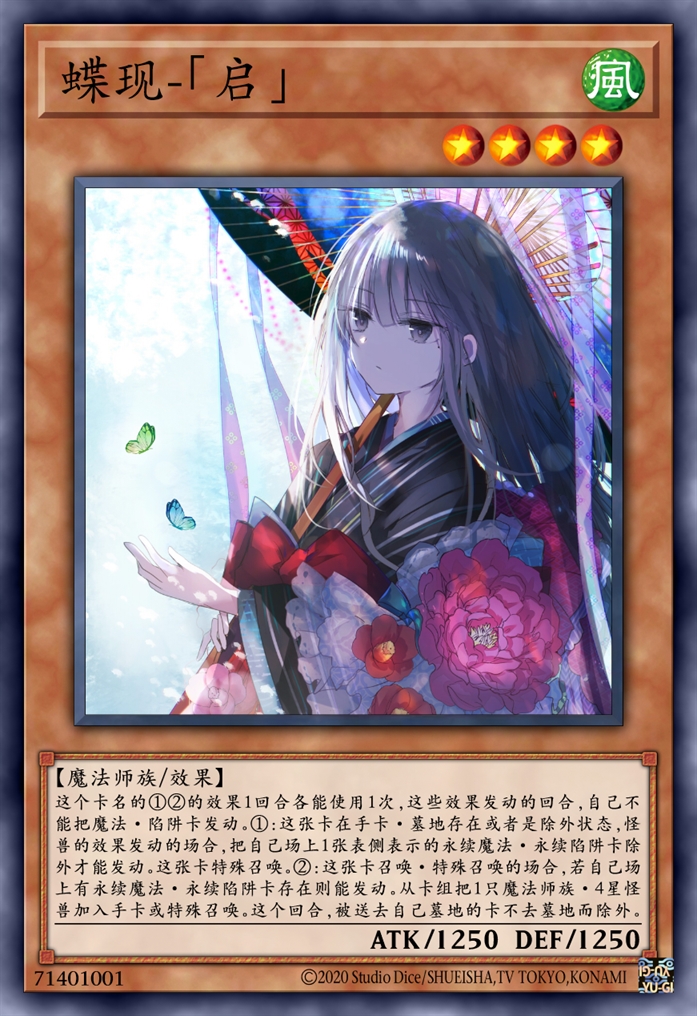 蝶现-「启」
風
【魔法师族/效果】
这个卡名的①②的效果1回合各能使用1次,这些效果发动的回合,自己不
能把魔法·陷阱卡发动。①:这张卡在手卡·墓地存在或者是除外状态,怪
兽的效果发动的场合,把自己场上1张表侧表示的永续魔法·永续陷阱卡除
外才能发动。这张卡特殊召唤。②:这张卡召唤·特殊召唤的场合,若自己场
上有永续魔法·永续陷阱卡存在则能发动。从卡组把1只魔法师族·4星怪
兽加入手卡或特殊召唤。这个回合,被送去自己墓地的卡不去墓地而除外。
ATK/1250 DEF/1250
71401001
©2020 Studio Dice/SHUEISHA,TV TOKYO,KONAMI